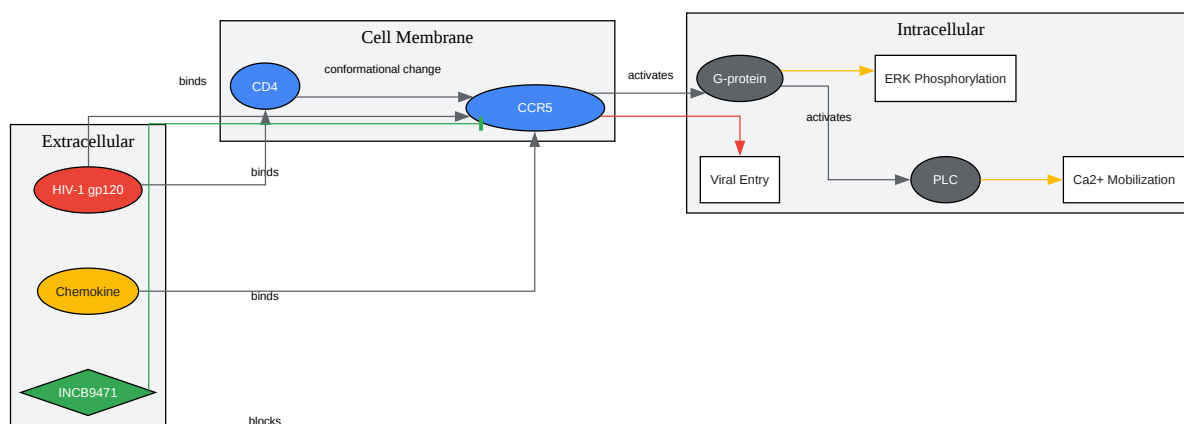 Intracellular
Cell Membrane
conformational change
binds
activates
CD4
CCR5
G-protein
ERK Phosphorylation
activates
Extracellular
binds
HIV-1 gp120
Viral Entry
PLC
Ca2+ Mobilization
Chemokine
binds
INCB9471
blocks